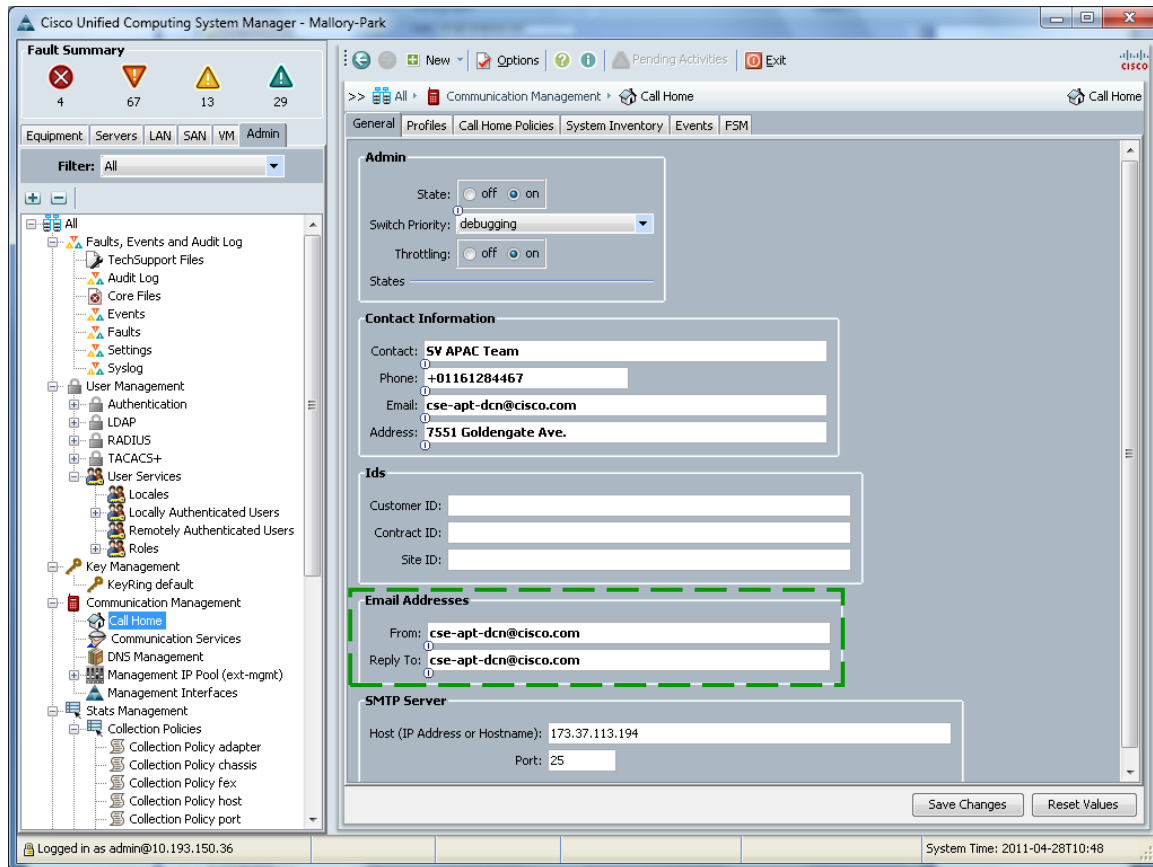 Cisco Unified Computing System Manager - Mallory-Park
Fault Summary
4 67 13 29
Equipment Servers LAN SAN VM Admin
Filter: All
All
Faults, Events and Audit Log
TechSupport Files
Audit Log
Core Files
Events
Faults
Settings
Syslog
User Management
Authentication
LDAP
RADIUS
TACACS+
User Services
Locales
Locally Authenticated Users
Remotely Authenticated Users
Roles
Key Management
KeyRing default
Communication Management
Call Home
Communication Services
DNS Management
Management IP Pool (ext-mgmt)
Management Interfaces
Stats Management
Collection Policies
Collection Policy adapter
Collection Policy chassis
Collection Policy fex
Collection Policy host
Collection Policy port
New Options Pending Activities Exit
CISCO
>> All Communication Management Call Home Call Home
General Profiles Call Home Policies System Inventory Events FSM
Admin
State: off on
Switch Priority: debugging
Throttling: off on
States
Contact Information
Contact: SV APAC Team
Phone: +01161284467
Email: cse-apt-dcn@cisco.com
Address: 7551 Goldengate Ave.
Ids
Customer ID:
Contract ID:
Site ID:
Email Addresses
From: cse-apt-dcn@cisco.com
Reply To: cse-apt-dcn@cisco.com
SMTP Server
Host (IP Address or Hostname): 173.37.113.194
Port: 25
Save Changes Reset Values
Logged in as admin@10.193.150.36 System Time: 2011-04-28T10:48